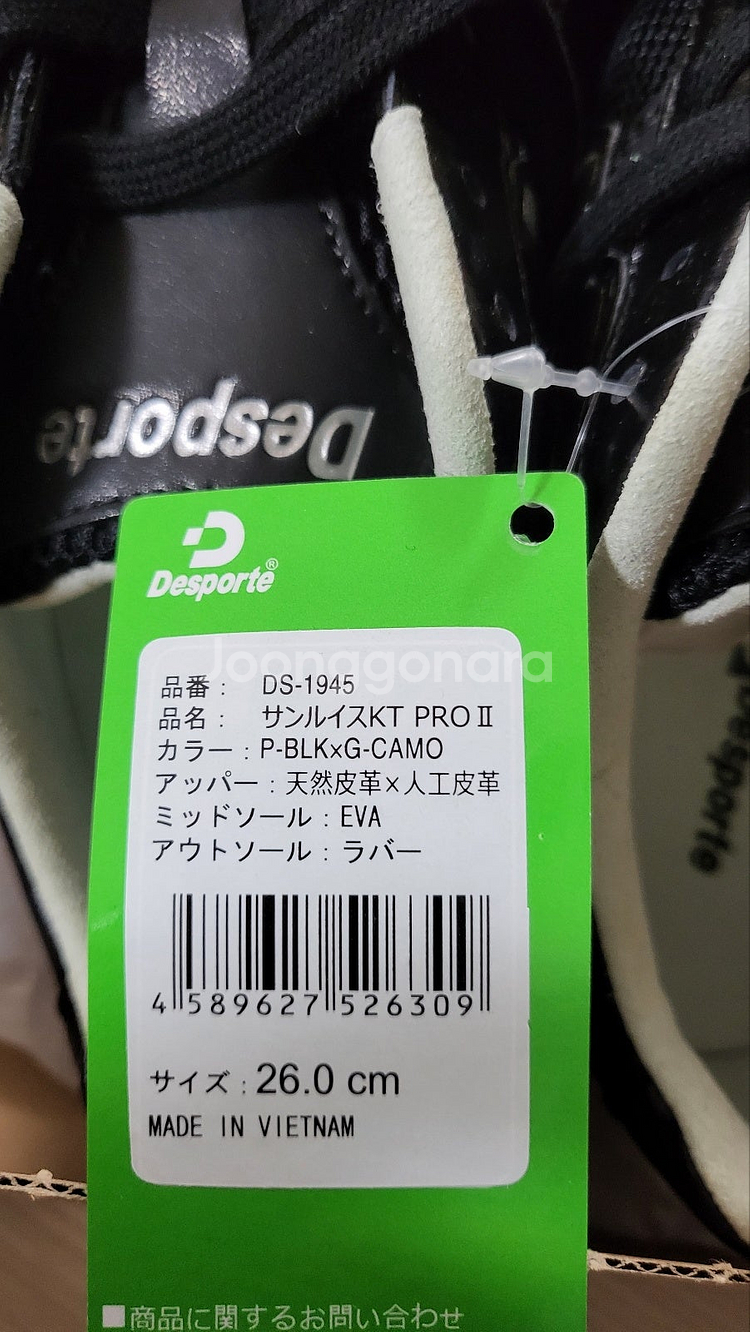 Desporte
Desporte®
Joonggonara
品番： DS-1945
品名： サンルイスKT PROⅡ
カラー：P-BLK×G-CAMO
アッパー：天然皮革×人工皮革
ミッドソール：EVA
アウトソール：ラバー
4 589627 526309
サイズ：26.0 cm
MADE IN VIETNAM
■商品に関するお問い合わせ
Desporte